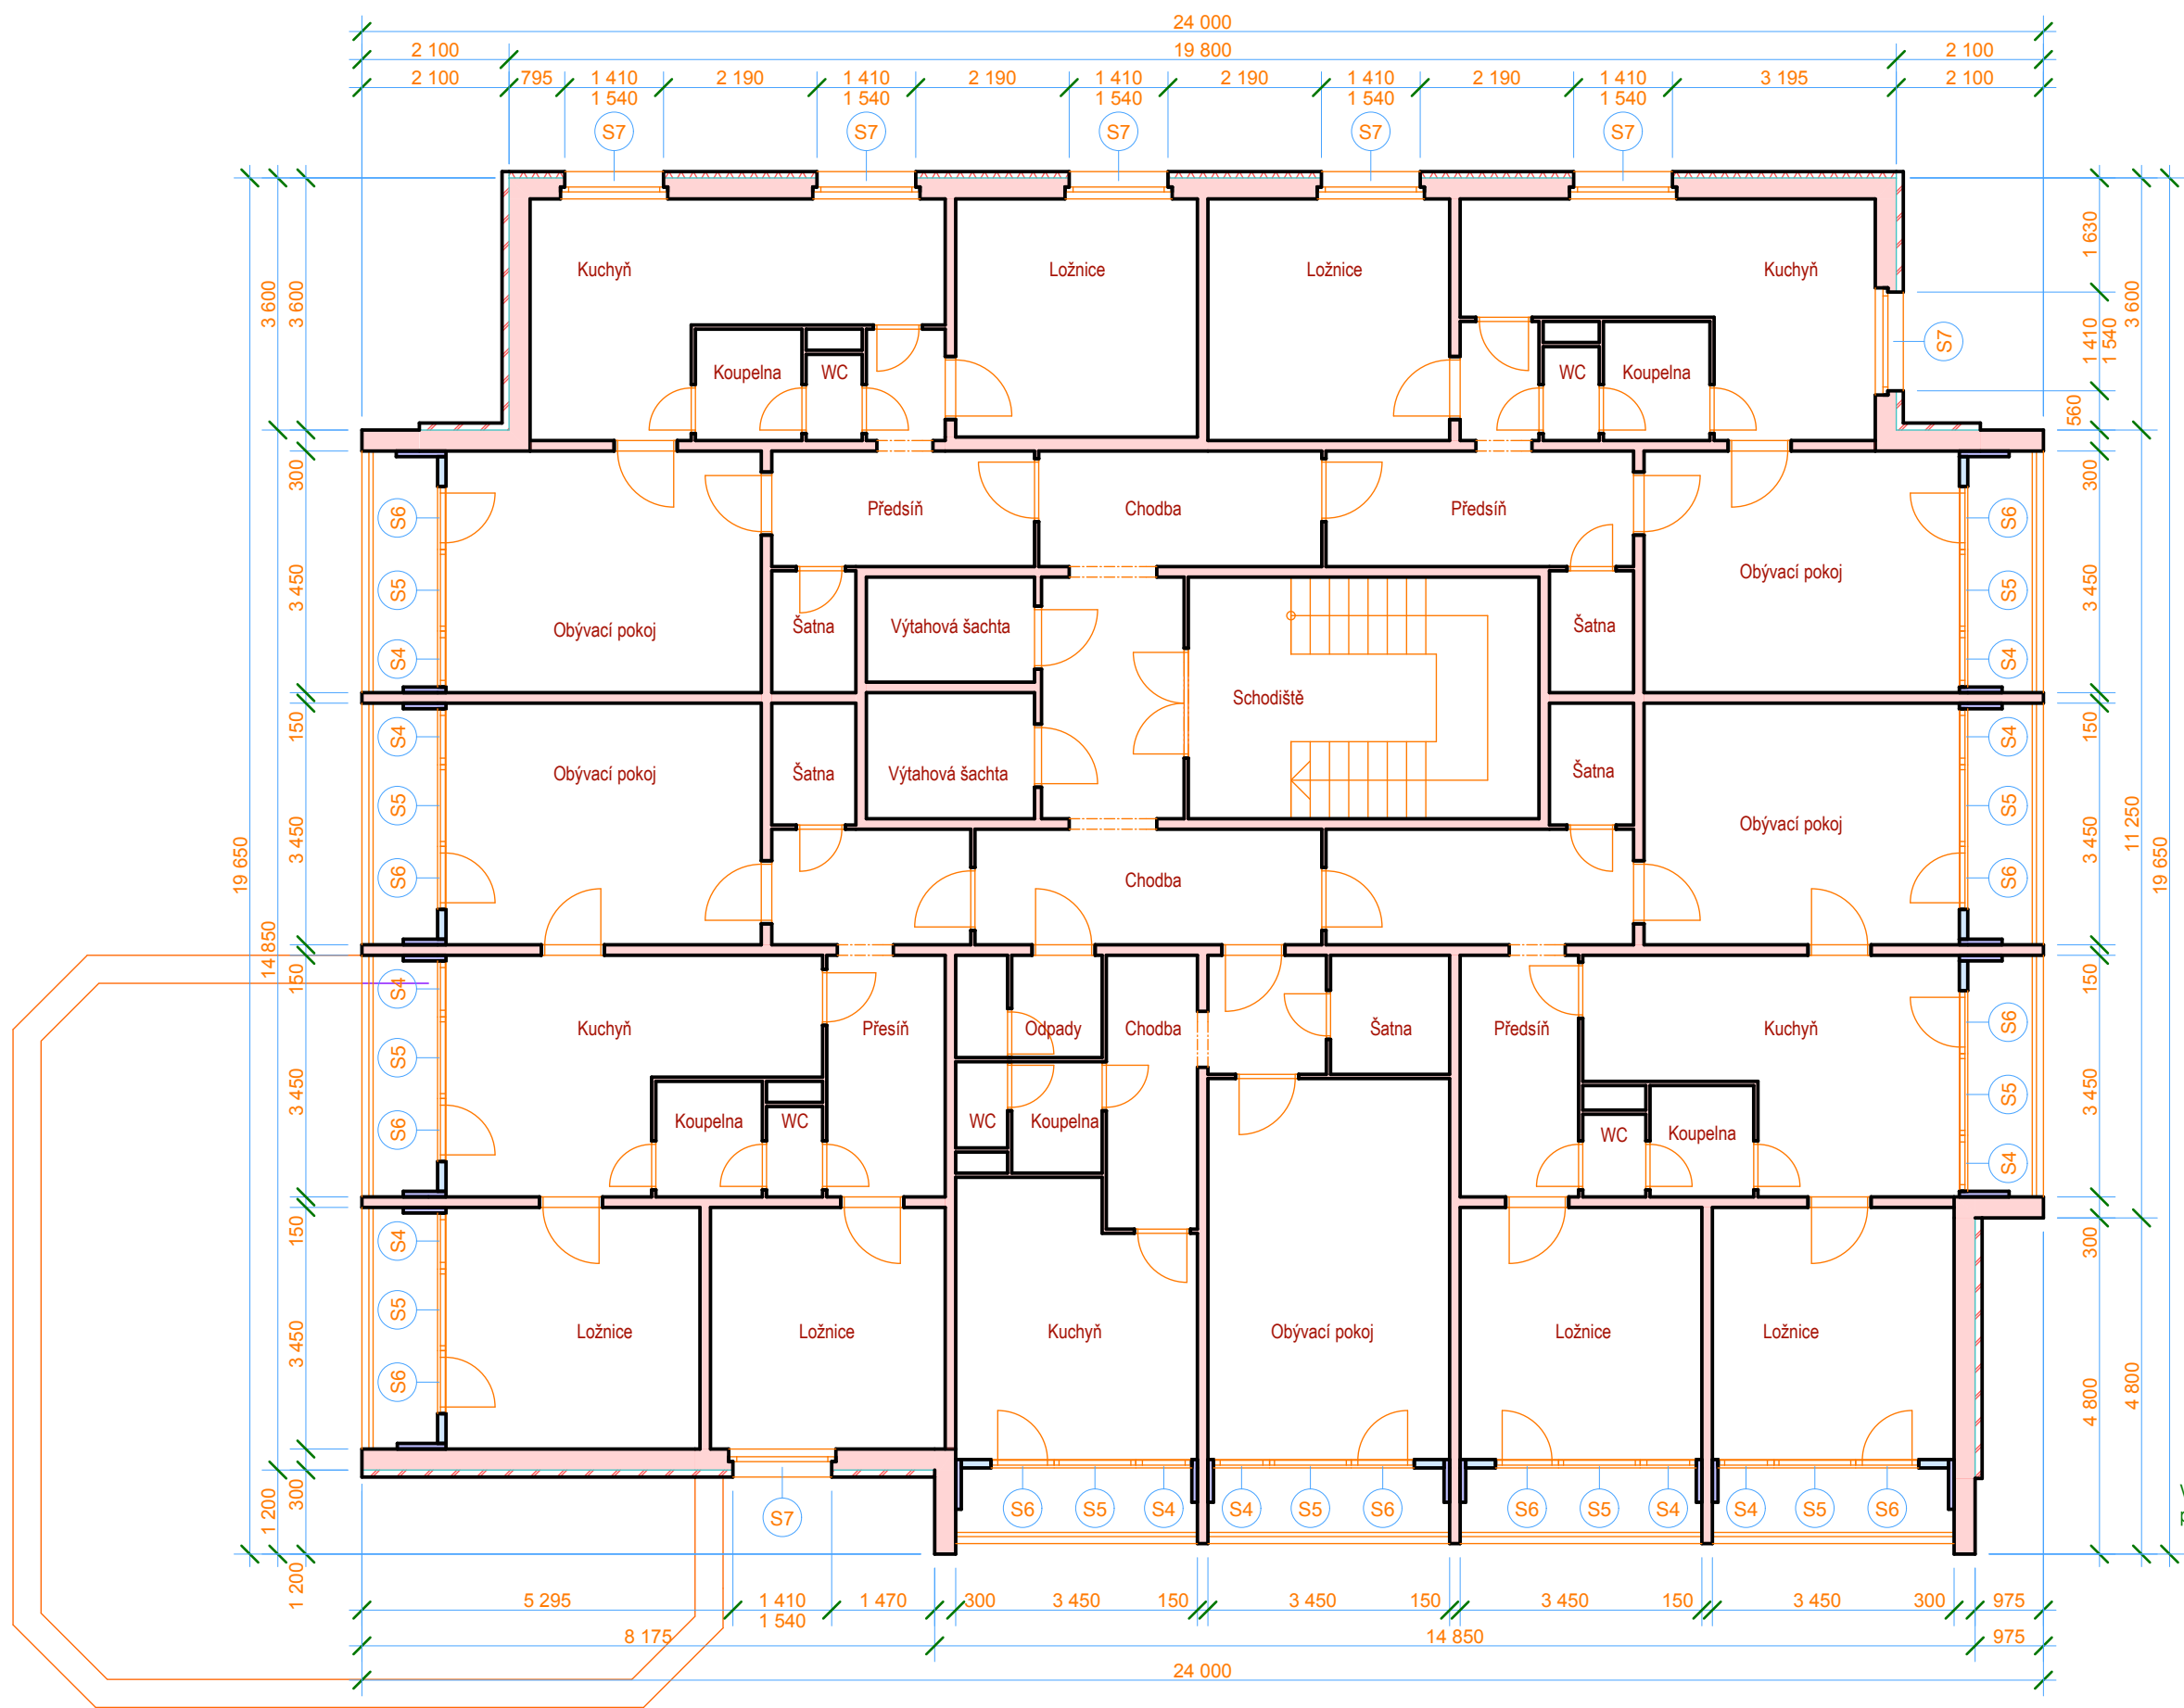 24 000
2 100 19 800 2 100
2 100 795 1 410 2 190 1 410 2 190 1 410 2 190 1 410 2 190 1 410 3 195 2 100
1 540 1 540 1 540 1 540 1 540
S7 S7 S7 S7 S7
Kuchyň Ložnice Ložnice Kuchyň
1 630
3 600 3 600 1 410 3 600
1 540
S7
Koupelna WC WC Koupelna
560
300 300
S6 Předsíň Chodba Předsíň S6
3 450 S5 Obývací pokoj S5 3 450
Obývací pokoj Šatna Výtahová šachta Šatna
S4 S4
Schodiště
150 150
S4 S4
Obývací pokoj Šatna Výtahová šachta Šatna
S5 Obývací pokoj S5
3 450 3 450
19 650 11 250 19 650
S6 Chodba S6
14 850
150 150
S4
Kuchyň Přesíň Odpady Chodba Šatna Předsíň Kuchyň S6
S5 S5
3 450 3 450
S6 Koupelna WC WC Koupelna WC Koupelna S4
150 300
S4
S5
3 450
Ložnice Ložnice Kuchyň Obývací pokoj Ložnice Ložnice
S6
4 800 4 800
S7 S6 S5 S4 S4 S5 S6 S6 S5 S4 S4 S5 S6
300
1 200
1 200
5 295 1 410 1 470 300 3 450 150 3 450 150 3 450 150 3 450 300 975
1 540
8 175 14 850 975
24 000